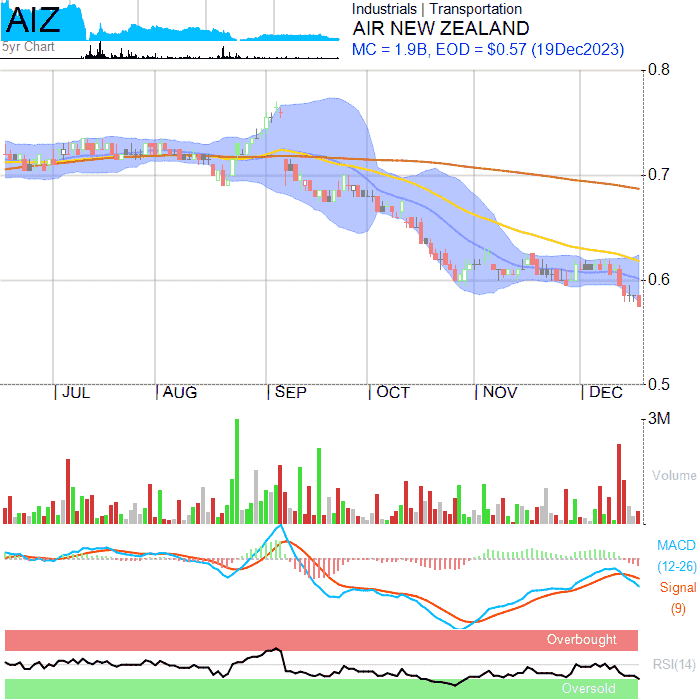 AIZ
5yr Chart
Industrials | Transportation
AIR NEW ZEALAND
MC = 1.9B, EOD = $0.57 (19Dec2023)
0.8
0.7
0.6
0.5
| JUL | AUG | SEP | OCT | NOV | DEC
3M
Volume
MACD
(12-26)
Signal
(9)
Overbought
RSI(14)
Oversold